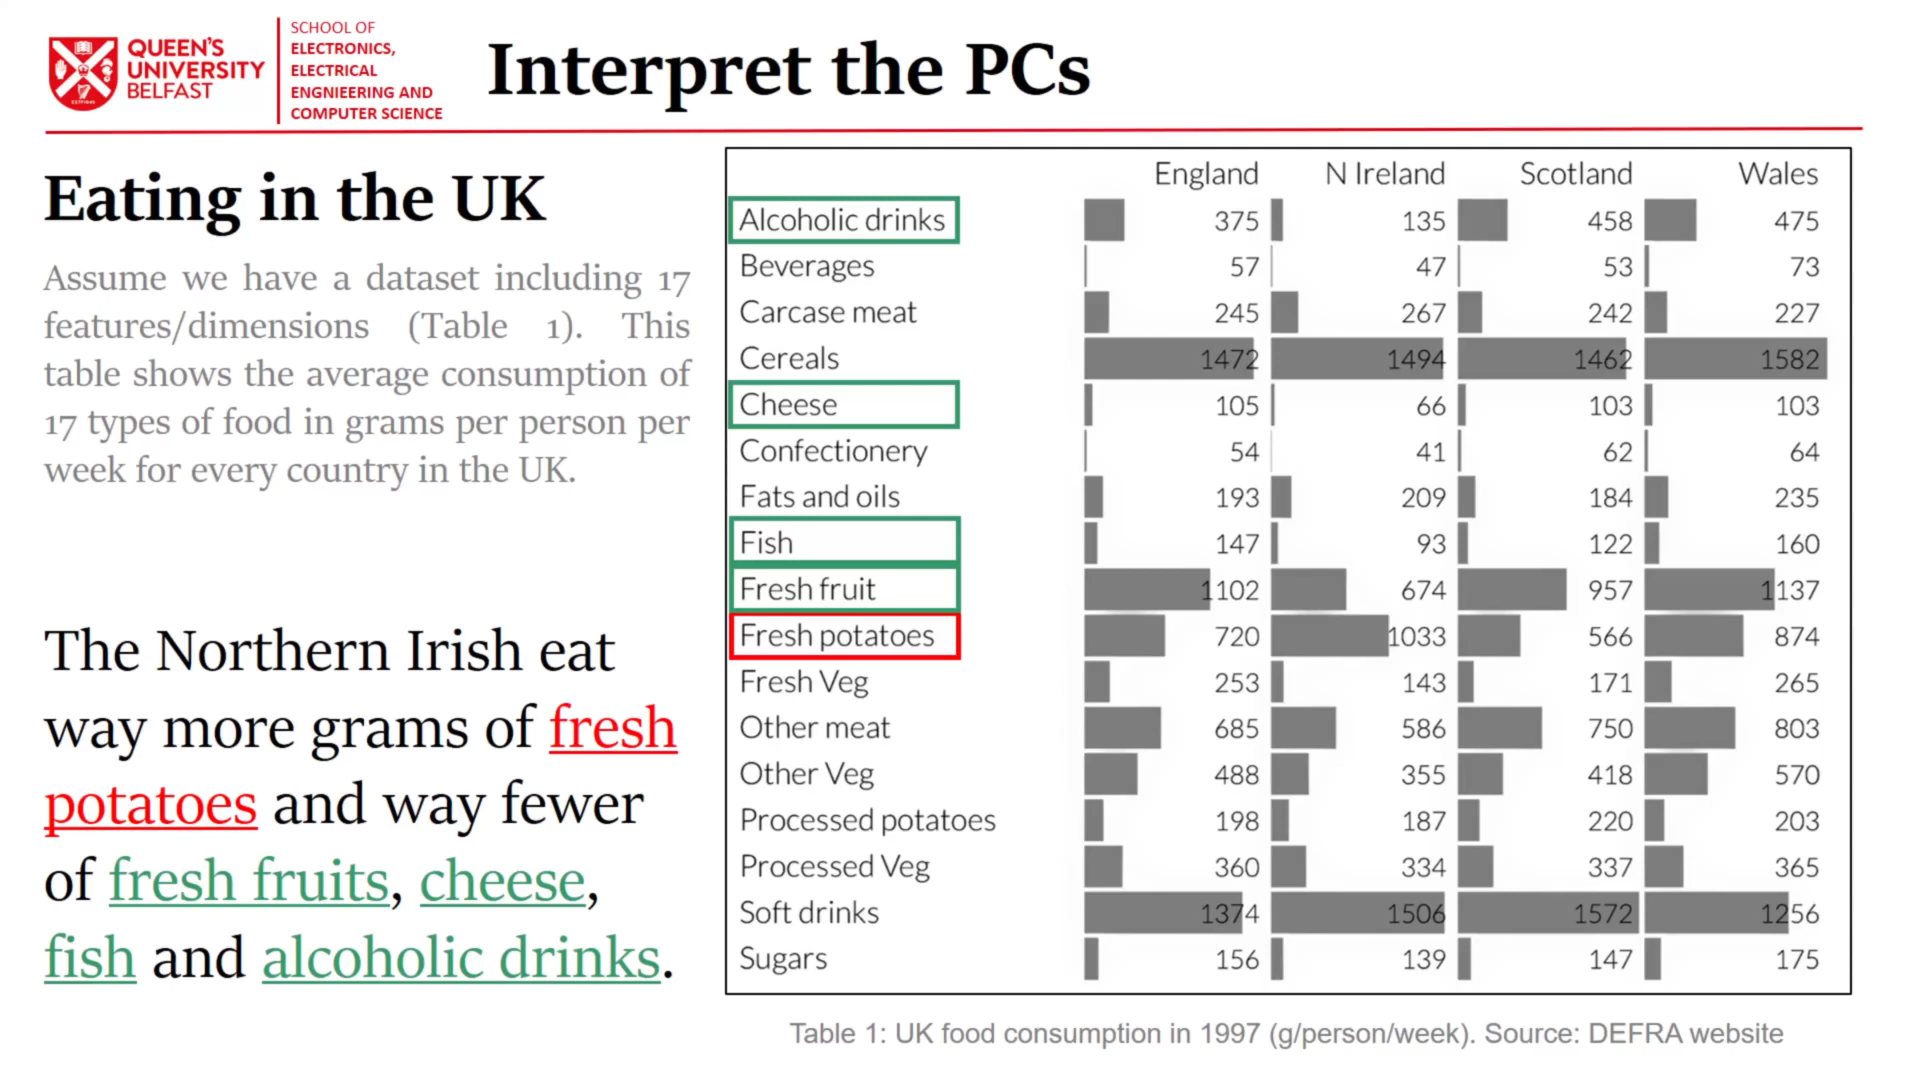 QUEEN'S
UNIVERSITY
BELFAST
ESTD1845
SCHOOL OF
ELECTRONICS,
ELECTRICAL
ENGNIEERING AND
COMPUTER SCIENCE
Interpret the PCs
Eating in the UK
Assume we have a dataset including 17
features/dimensions (Table 1). This
table shows the average consumption of
17 types of food in grams per person per
week for every country in the UK.
The Northern Irish eat
way more grams of fresh
potatoes and way fewer
of fresh fruits, cheese,
fish and alcoholic drinks.
England N Ireland Scotland Wales
Alcoholic drinks 375 135 458 475
Beverages 57 47 53 73
Carcase meat 245 267 242 227
Cereals 1472 1494 1462 1582
Cheese 105 66 103 103
Confectionery 54 41 62 64
Fats and oils 193 209 184 235
Fish 147 93 122 160
Fresh fruit 1102 674 957 1137
Fresh potatoes 720 1033 566 874
Fresh Veg 253 143 171 265
Other meat 685 586 750 803
Other Veg 488 355 418 570
Processed potatoes 198 187 220 203
Processed Veg 360 334 337 365
Soft drinks 1374 1506 1572 1256
Sugars 156 139 147 175
Table 1: UK food consumption in 1997 (g/person/week). Source: DEFRA website